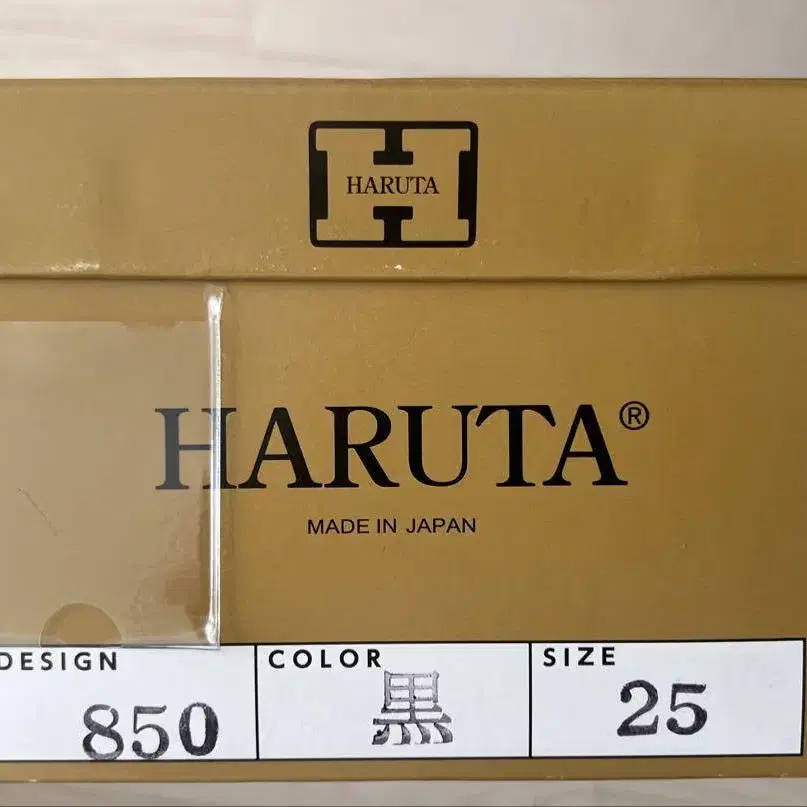 HARUTA
HARUTA®
MADE IN JAPAN
DESIGN COLOR SIZE
850 黒 25